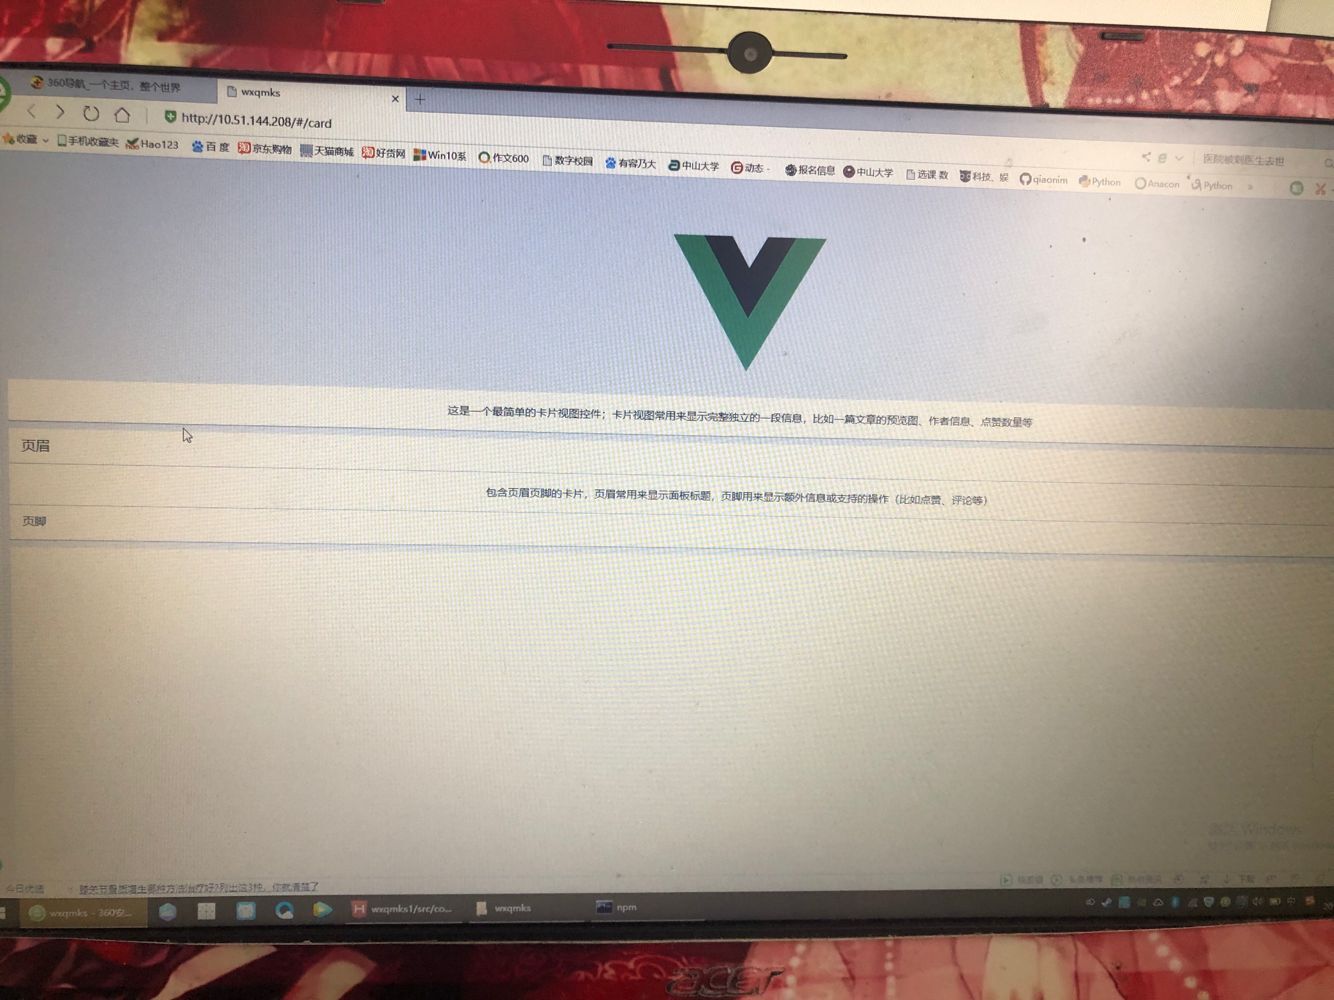 360导航_一个主页，整个世界
wxqmks
http://10.51.144.208/#/card
医院被刺医生去世
收藏 手机收藏夹 Hao123 百 度 京东购物 天猫商城 好货网 Win10系 作文600 数字校园 有容乃大 中山大学 动态 - 报名信息 中山大学 选课 数 科技、娱 qiaonim Python Anacon Python »
这是一个最简单的卡片视图控件；卡片视图常用来显示完整独立的一段信息，比如一篇文章的预览图、作者信息、点赞数量等
页眉
包含页眉页脚的卡片，页眉常用来显示面板标题，页脚用来显示额外信息或支持的操作（比如点赞、评论等）
页脚
激活 Windows
今日优选
下载
wxqmks - 360安... wxqmks1/src/co... wxqmks npm
acer